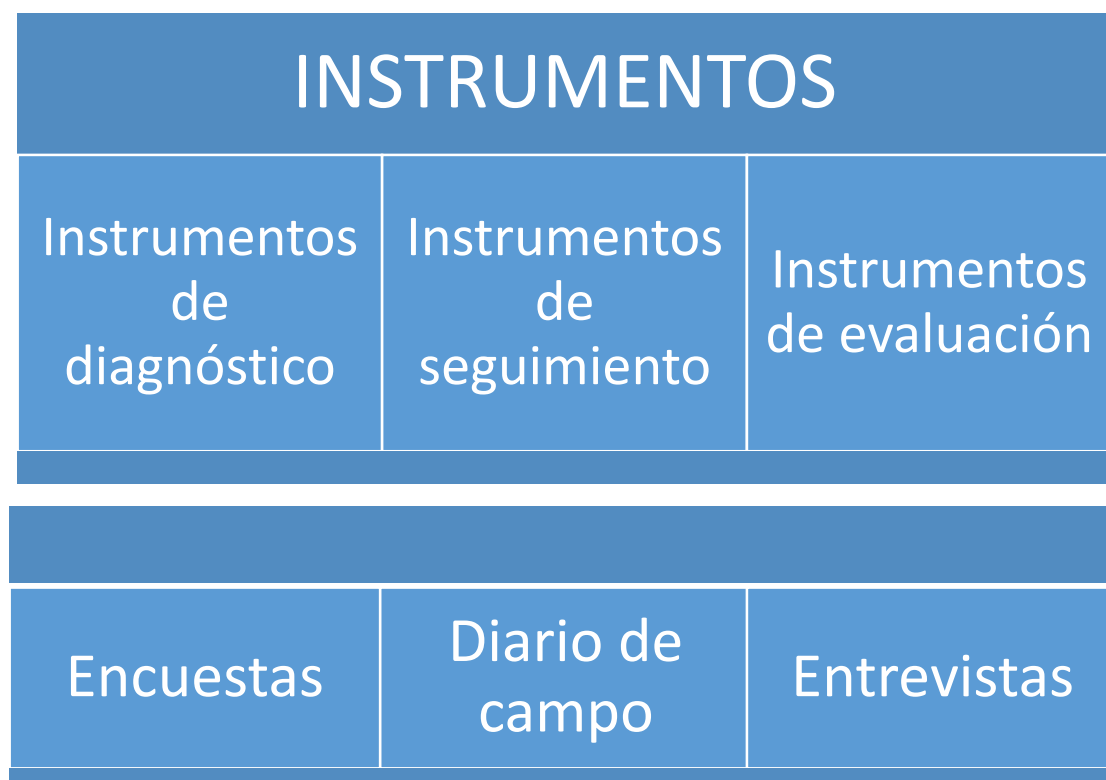 INSTRUMENTOS
Instrumentos
de
diagnóstico
Instrumentos
de
seguimiento
Instrumentos
de evaluación
Encuestas
Diario de
campo
Entrevistas